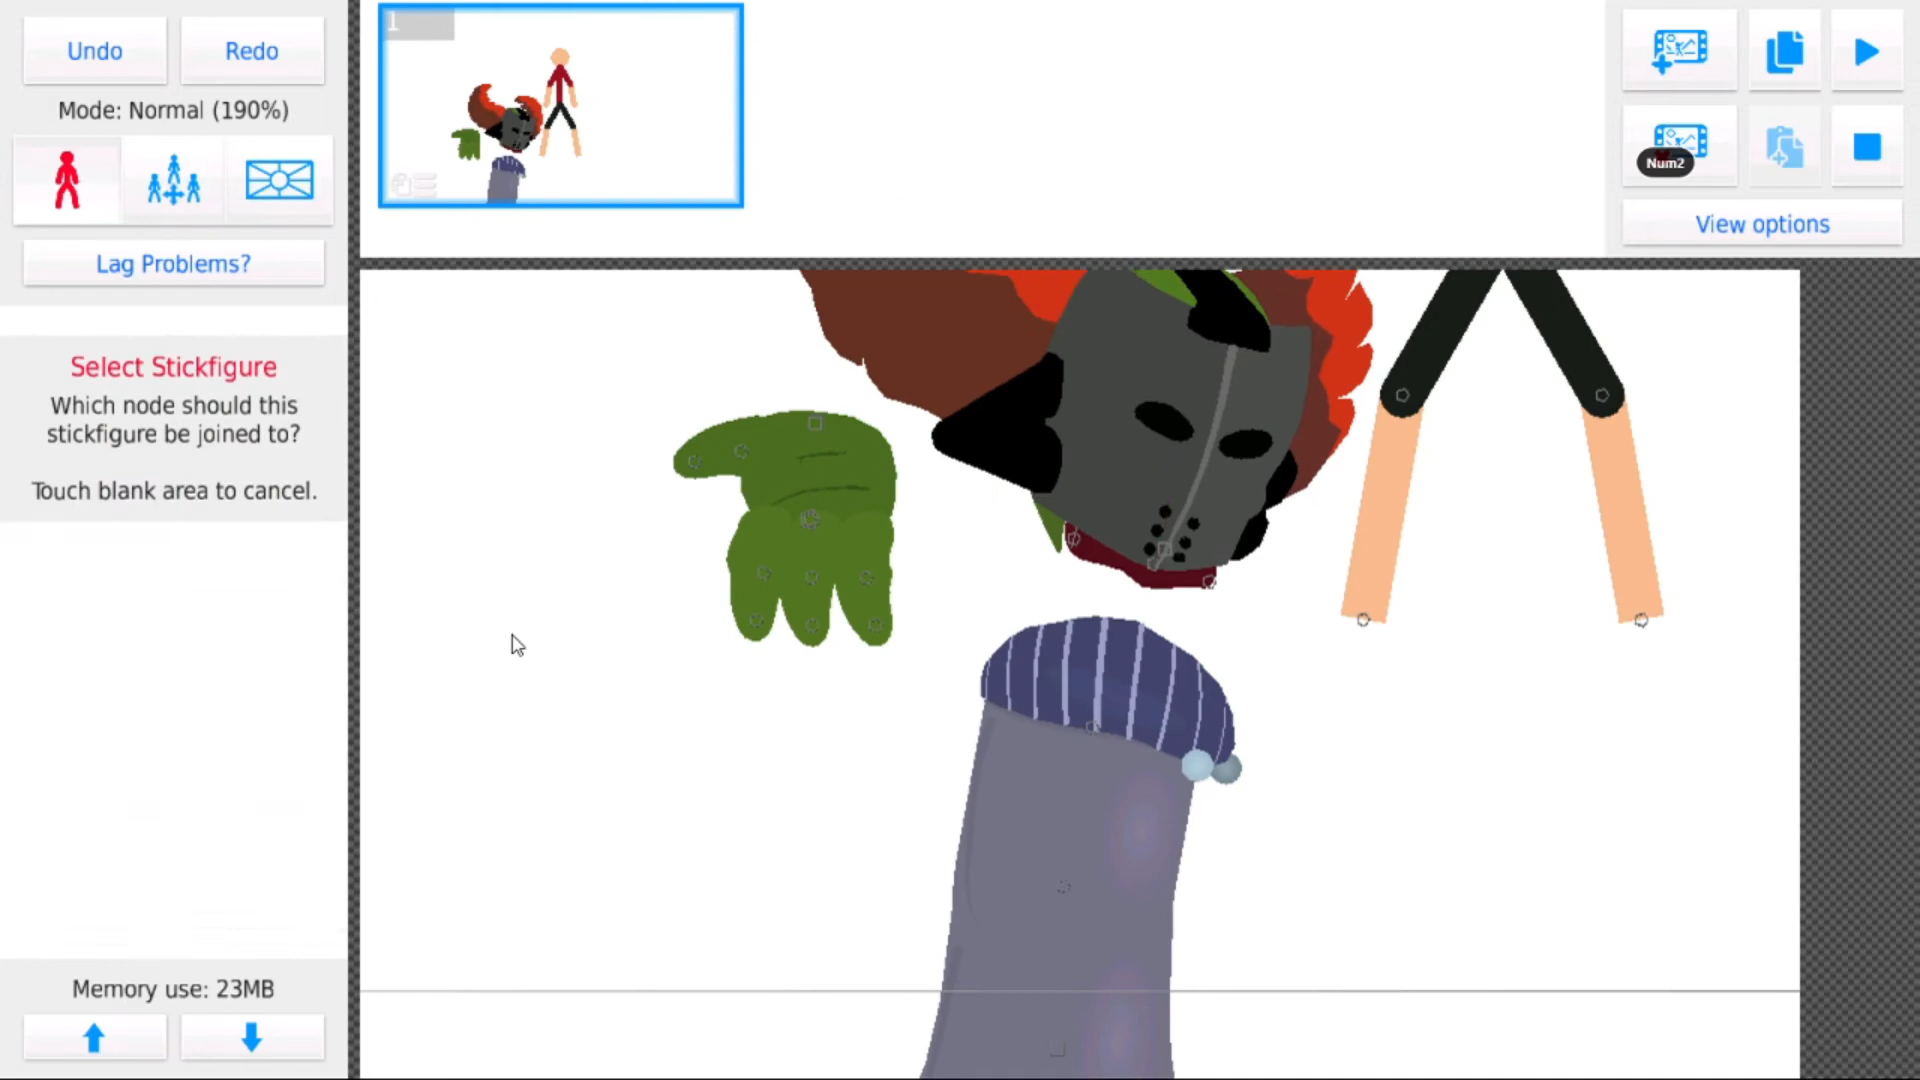 Undo
Redo
Mode: Normal (190%)
Lag Problems?
Select Stickfigure
Which node should this
stickfigure be joined to?
Touch blank area to cancel.
Memory use: 23MB
1
Num2
View options